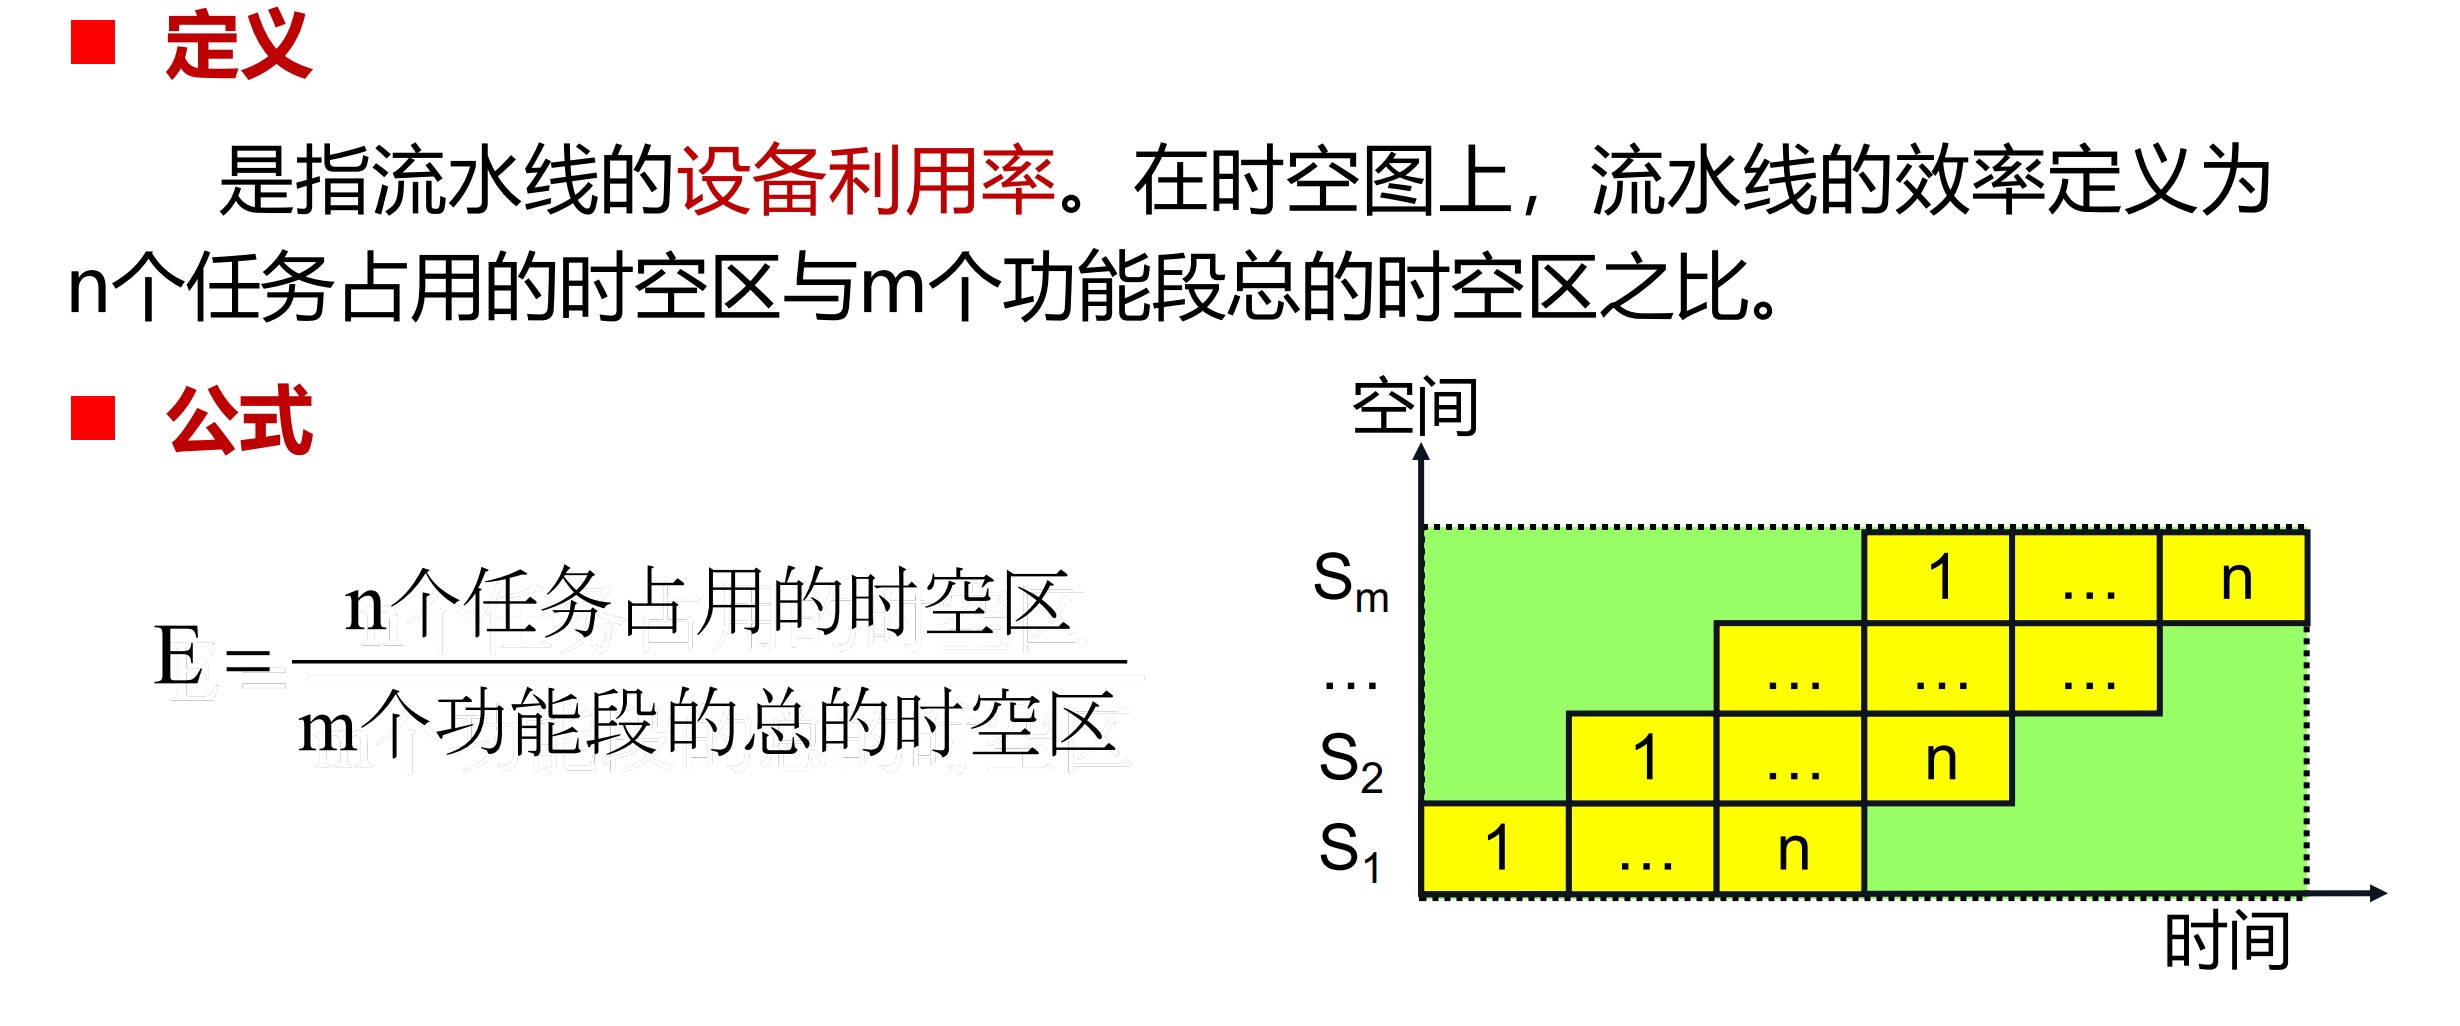 定义
是指流水线的设备利用率。在时空图上，流水线的效率定义为
n个任务占用的时空区与m个功能段总的时空区之比。
公式
E=
n个任务占用的时空区
m个功能段的总的时空区
空间
Sm 1 … n
… … … …
S2 1 … n
S1 1 … n
时间